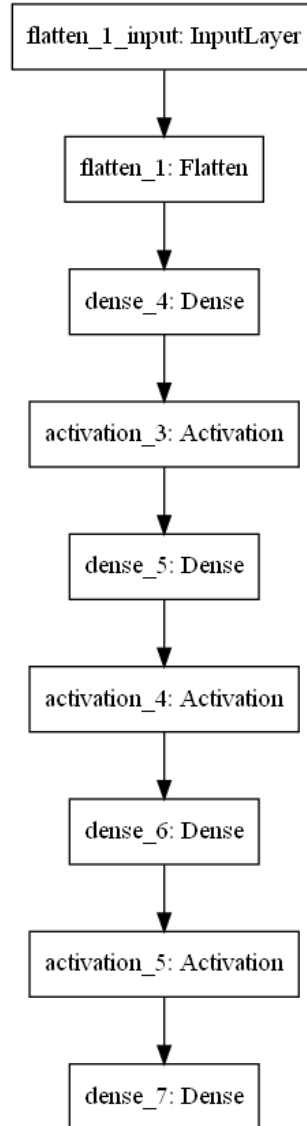 flatten_1_input: InputLayer
flatten_1: Flatten
dense_4: Dense
activation_3: Activation
dense_5: Dense
activation_4: Activation
dense_6: Dense
activation_5: Activation
dense_7: Dense